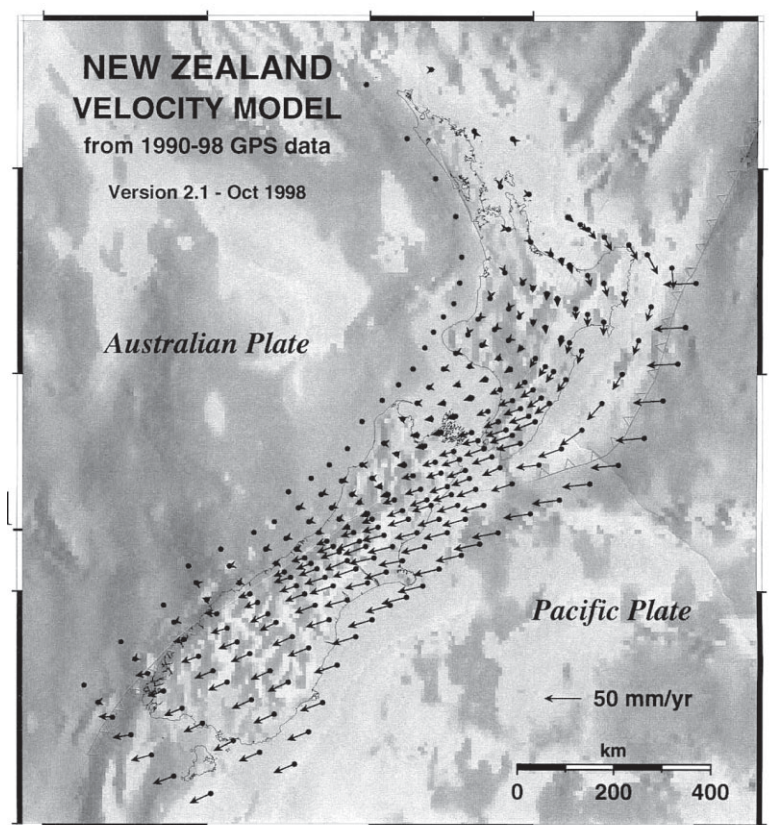 NEW ZEALAND
VELOCITY MODEL
from 1990-98 GPS data
Version 2.1 - Oct 1998
Australian Plate
Pacific Plate
50 mm/yr
km
0 200 400